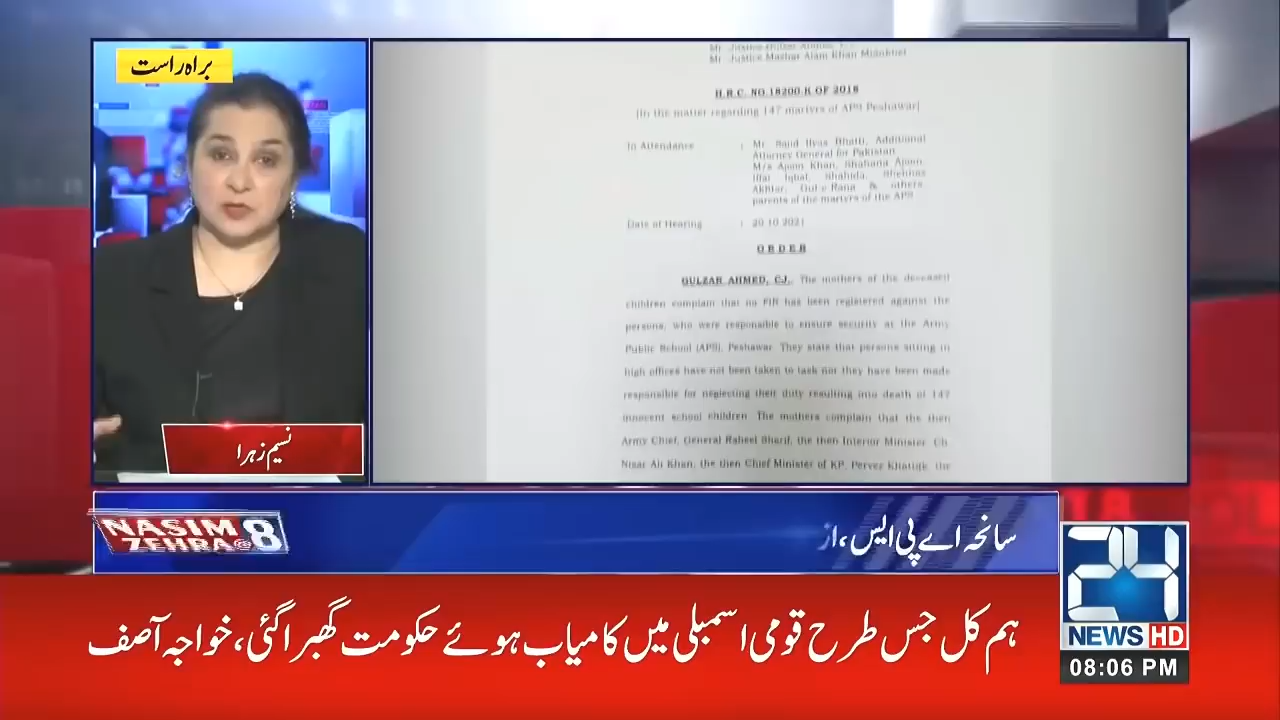 براہ راست
Mr. Justice Mazhar Alam Khan Miankhel
H.R.C. NO.18200-K OF 2018
[In the matter regarding 147 martyrs of APS Peshawar]
In Attendance : Mr. Sajid Ilyas Bhatti, Additional
Attorney General for Pakistan
M/s Ajoon Khan, Shahana Ajoon,
Iffat Iqbal, Shahida, Shehnaz
Akhtar, Gul-e-Rana & others,
parents of the martyrs of the APS
Date of Hearing : 20.10.2021
ORDER
GULZAR AHMED, CJ. The mothers of the deceased
children complain that no FIR has been registered against the
persons, who were responsible to ensure security at the Army
Public School (APS), Peshawar. They state that persons sitting in
high offices have not been taken to task nor they have been made
responsible for neglecting their duty resulting into death of 147
innocent school children. The mothers complain that the then
Army Chief, General Raheel Sharif, the then Interior Minister, Ch.
Nisar Ali Khan, the then Chief Minister of KP, Pervez Khattak, the
نسیم زہرا
NASIM
ZEHRA@8
سانحہ اے پی ایس، از
ہم کل جس طرح قومی اسمبلی میں کامیاب ہوئے حکومت گھبرا گئی، خواجہ آصف
24
NEWS HD
08:06 PM